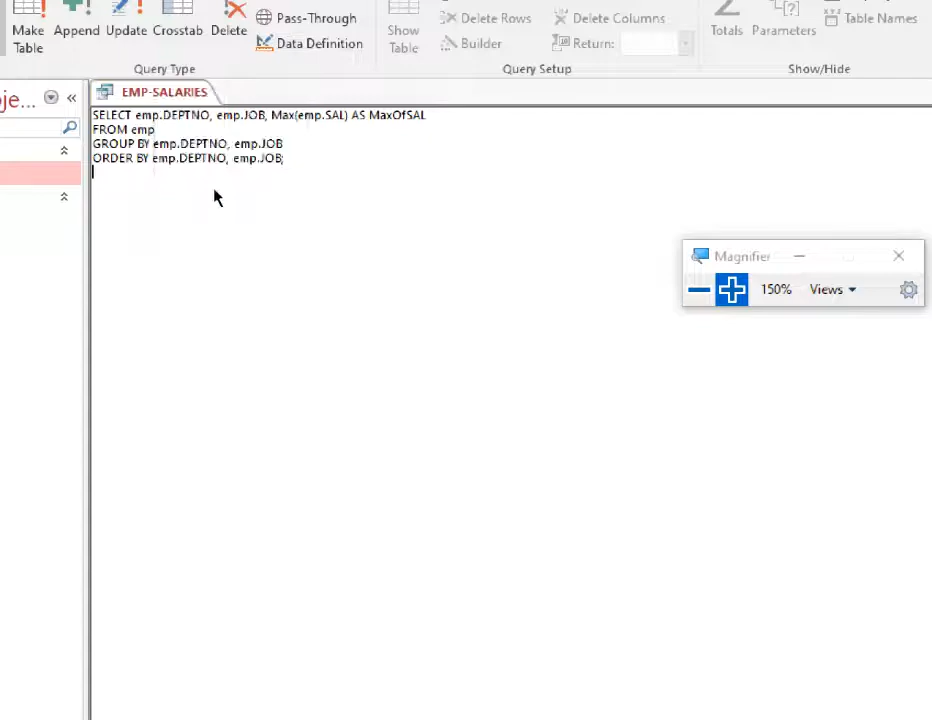 Make Table
Append
Update
Crosstab
Delete
Pass-Through
Data Definition
Show Table
Delete Rows
Builder
Delete Columns
Return:
Totals
Parameters
Table Names
Query Type
Query Setup
Show/Hide
oje... «
EMP-SALARIES
SELECT emp.DEPTNO, emp.JOB, Max(emp.SAL) AS MaxOfSAL
FROM emp
GROUP BY emp.DEPTNO, emp.JOB
ORDER BY emp.DEPTNO, emp.JOB;
Magnifier
150% Views